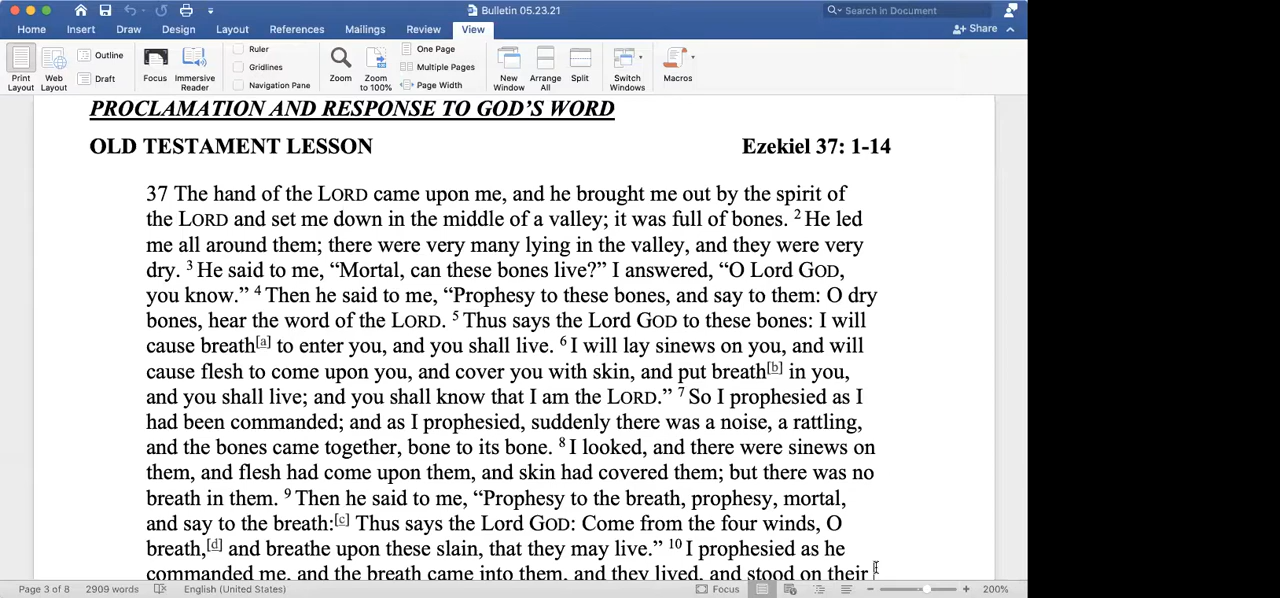 Bulletin 05.23.21
Search in Document
Home Insert Draw Design Layout References Mailings Review View
Share
Print Layout
Web Layout
Outline
Draft
Focus
Immersive Reader
Ruler
Gridlines
Navigation Pane
Zoom
Zoom to 100%
One Page
Multiple Pages
Page Width
New Window
Arrange All
Split
Switch Windows
Macros
PROCLAMATION AND RESPONSE TO GOD’S WORD
OLD TESTAMENT LESSON Ezekiel 37: 1-14
37 The hand of the LORD came upon me, and he brought me out by the spirit of
the LORD and set me down in the middle of a valley; it was full of bones. 2 He led
me all around them; there were very many lying in the valley, and they were very
dry. 3 He said to me, “Mortal, can these bones live?” I answered, “O Lord GOD,
you know.” 4 Then he said to me, “Prophesy to these bones, and say to them: O dry
bones, hear the word of the LORD. 5 Thus says the Lord GOD to these bones: I will
cause breath[a] to enter you, and you shall live. 6 I will lay sinews on you, and will
cause flesh to come upon you, and cover you with skin, and put breath[b] in you,
and you shall live; and you shall know that I am the LORD.” 7 So I prophesied as I
had been commanded; and as I prophesied, suddenly there was a noise, a rattling,
and the bones came together, bone to its bone. 8 I looked, and there were sinews on
them, and flesh had come upon them, and skin had covered them; but there was no
breath in them. 9 Then he said to me, “Prophesy to the breath, prophesy, mortal,
and say to the breath:[c] Thus says the Lord GOD: Come from the four winds, O
breath,[d] and breathe upon these slain, that they may live.” 10 I prophesied as he
commanded me, and the breath came into them, and they lived, and stood on their
Page 3 of 8 2909 words English (United States) Focus 200%